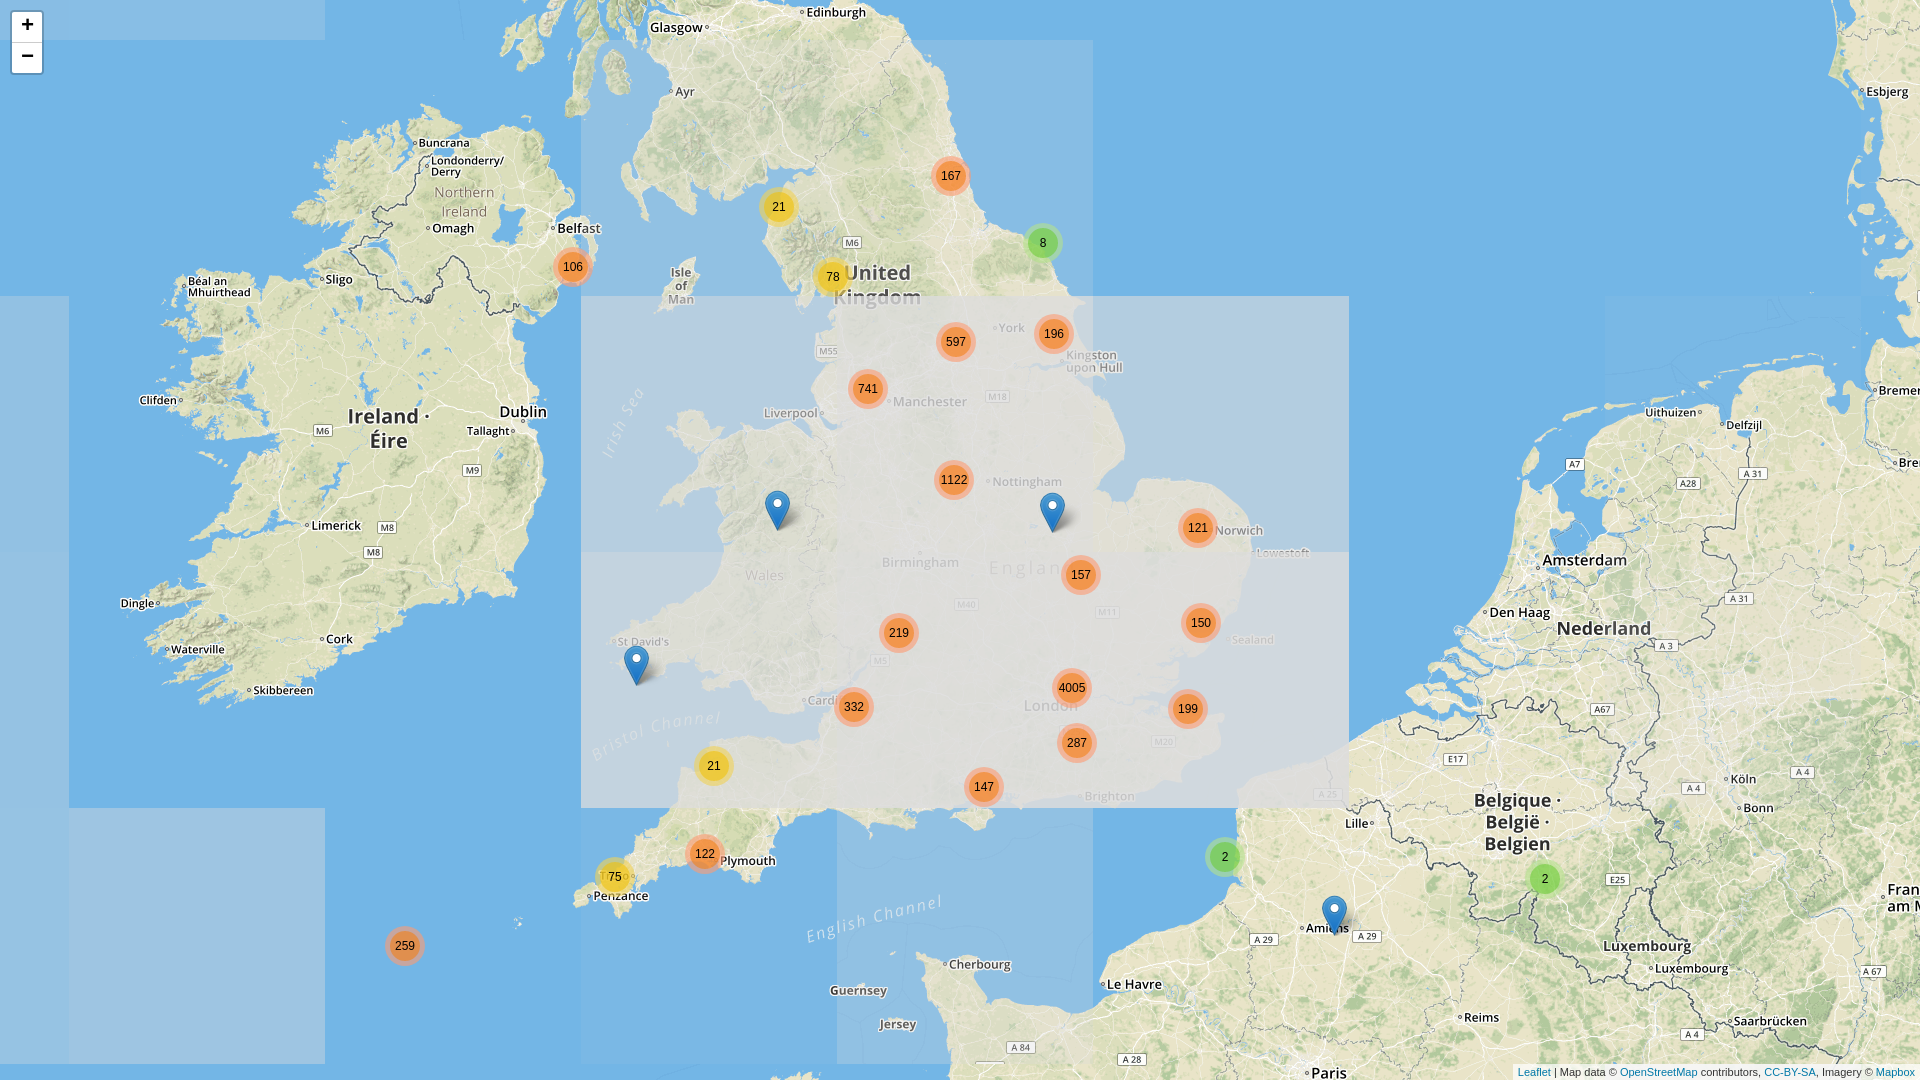 +
−
Edinburgh
Glasgow
Ayr
Esbjerg
Buncrana
Londonderry/
Derry
167
Northern
Ireland
21
Omagh
Belfast
M6
8
106
78
United
Kingdom
Isle
of
Man
Béal an
Mhuirthead
Sligo
York
196
597
M55
Kingston
upon Hull
741
Manchester
M18
Liverpool
Clifden
Dublin
Ireland ·
Éire
M6
Tallaght
Irish Sea
M9
Uithuizen
Delfzijl
Breme
Bre
A7
A 31
A28
1122
Nottingham
Limerick
M8
M8
121
Norwich
Lowestoft
Amsterdam
Birmingham
England
157
Wales
Dingle
M40
M11
A 31
Den Haag
Nederland
219
150
Cork
Waterville
St David's
Sealand
A 3
M5
Skibbereen
4005
Cardi
332
London
199
A67
Bristol Channel
287
M20
E17
21
147
Brighton
A 25
A 4
Köln
A 4
Bonn
Belgique ·
België ·
Belgien
Lille
122
Plymouth
2
75
2
E25
Penzance
Fran
am M
English Channel
Amiens
A 29
A 29
259
Luxembourg
Luxembourg
Cherbourg
A 67
Guernsey
Le Havre
Jersey
Reims
Saarbrücken
A 4
A 84
A 28
Paris
Leaflet | Map data © OpenStreetMap contributors, CC-BY-SA, Imagery © Mapbox